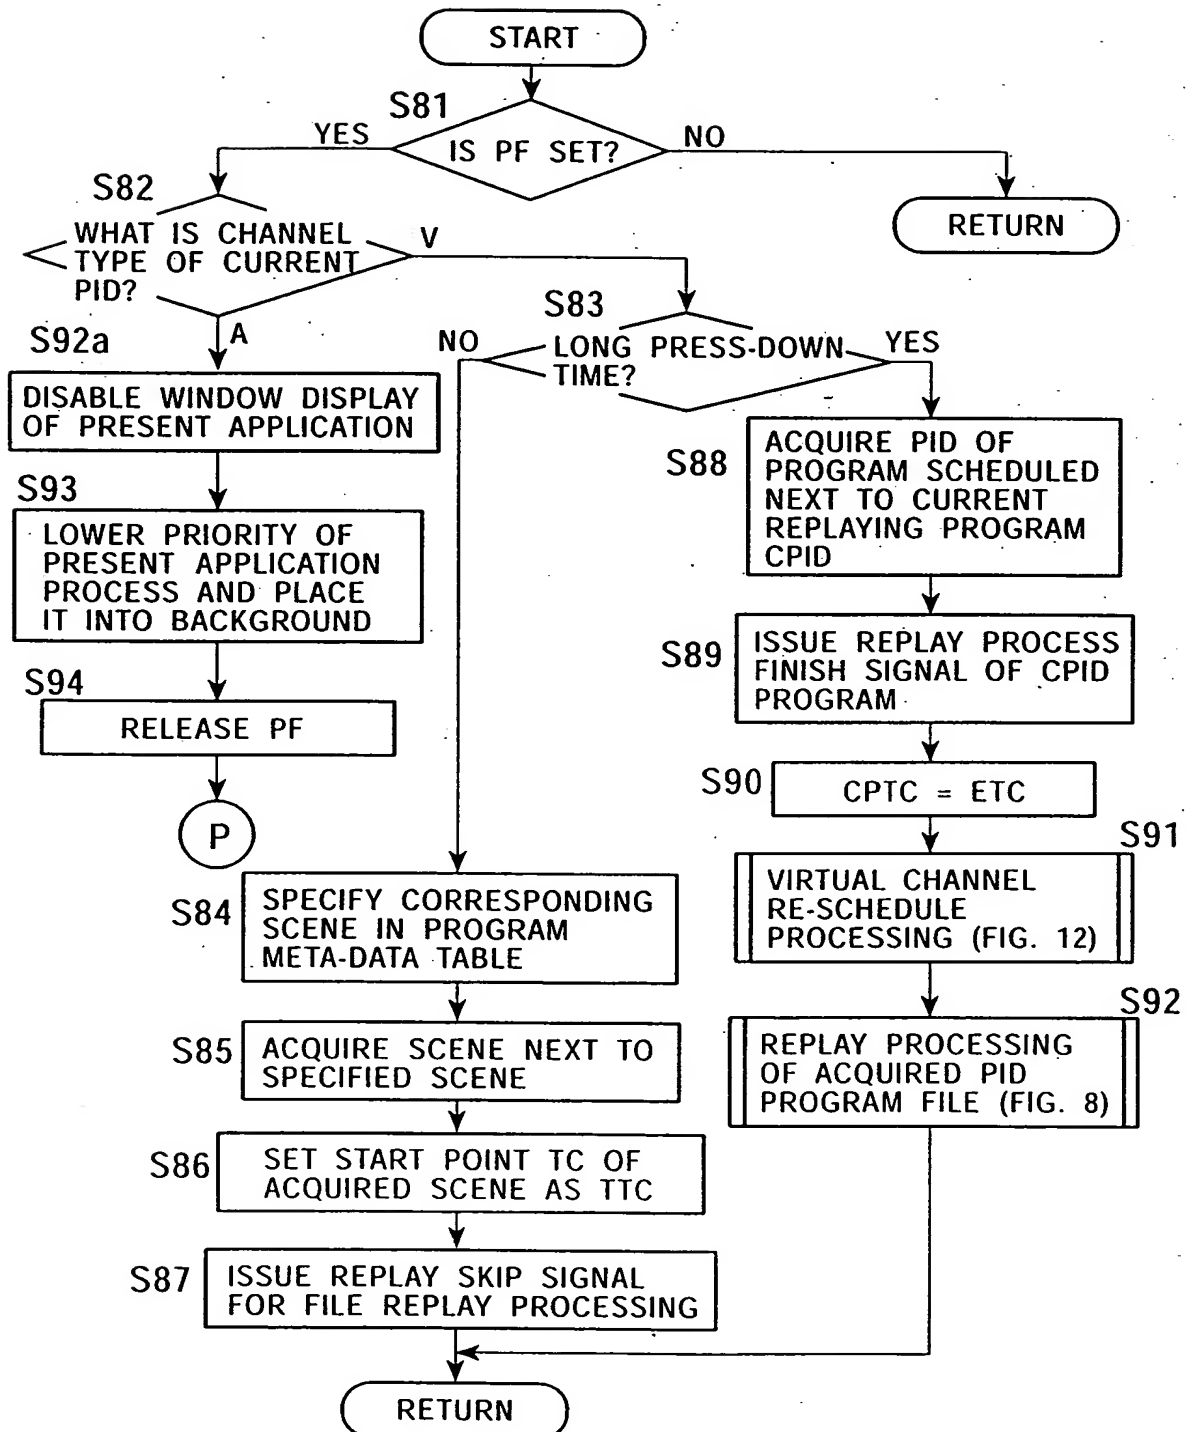 START
S81
YES
IS PF SET?
NO
RETURN
S82
WHAT IS CHANNEL
TYPE OF CURRENT
PID?
V
A
S83
NO
LONG PRESS-DOWN
TIME?
YES
S92a
DISABLE WINDOW DISPLAY
OF PRESENT APPLICATION
S93
LOWER PRIORITY OF
PRESENT APPLICATION
PROCESS AND PLACE
IT INTO BACKGROUND
S94
RELEASE PF
P
S84
SPECIFY CORRESPONDING
SCENE IN PROGRAM
META-DATA TABLE
S85
ACQUIRE SCENE NEXT TO
SPECIFIED SCENE
S86
SET START POINT TC OF
ACQUIRED SCENE AS TTC
S87
ISSUE REPLAY SKIP SIGNAL
FOR FILE REPLAY PROCESSING
S88
ACQUIRE PID OF
PROGRAM SCHEDULED
NEXT TO CURRENT
REPLAYING PROGRAM
CPID
S89
ISSUE REPLAY PROCESS
FINISH SIGNAL OF CPID
PROGRAM
S90
CPTC = ETC
S91
VIRTUAL CHANNEL
RE-SCHEDULE
PROCESSING (FIG. 12)
S92
REPLAY PROCESSING
OF ACQUIRED PID
PROGRAM FILE (FIG. 8)
RETURN